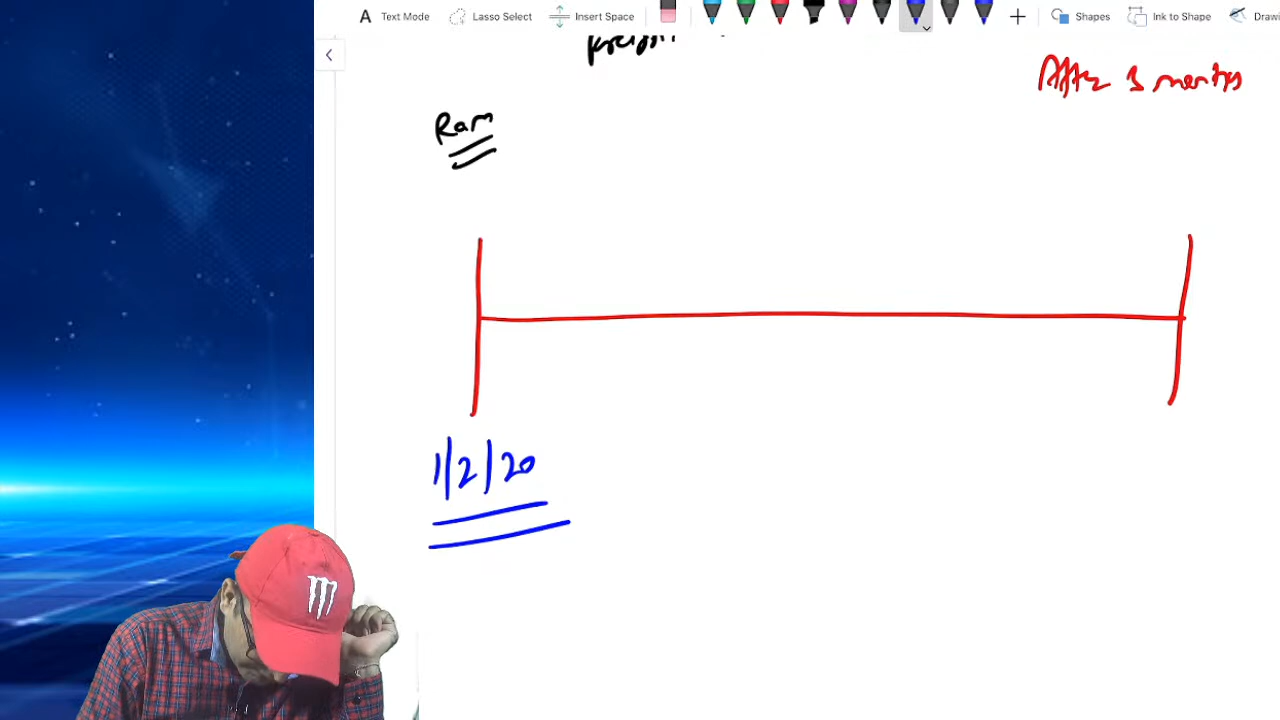 Text Mode Lasso Select Insert Space Shapes Ink to Shape
After 3 months
Ram
1/2/20